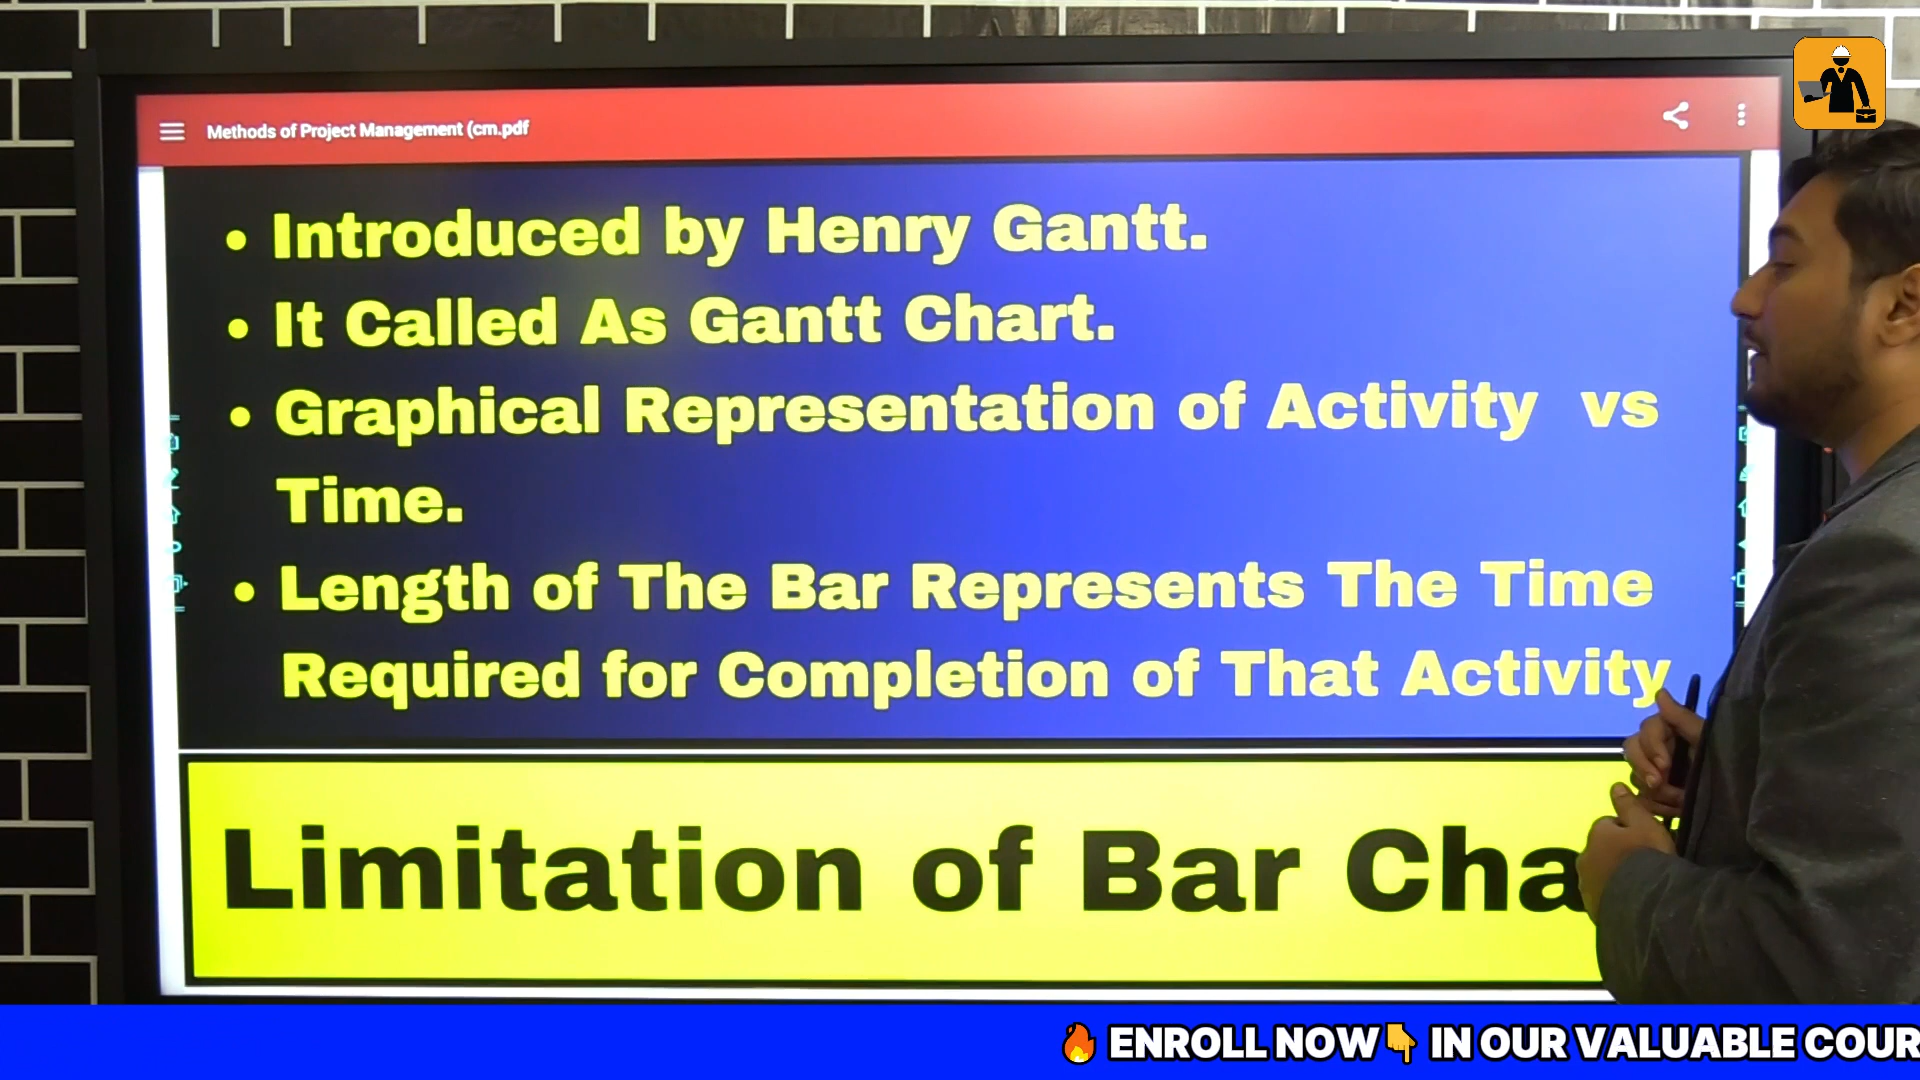 Methods of Project Management (cm.pdf
• Introduced by Henry Gantt.
• It Called As Gantt Chart.
• Graphical Representation of Activity vs
Time.
• Length of The Bar Represents The Time
Required for Completion of That Activity
Limitation of Bar Cha
🔥 ENROLL NOW👇 IN OUR VALUABLE COUR